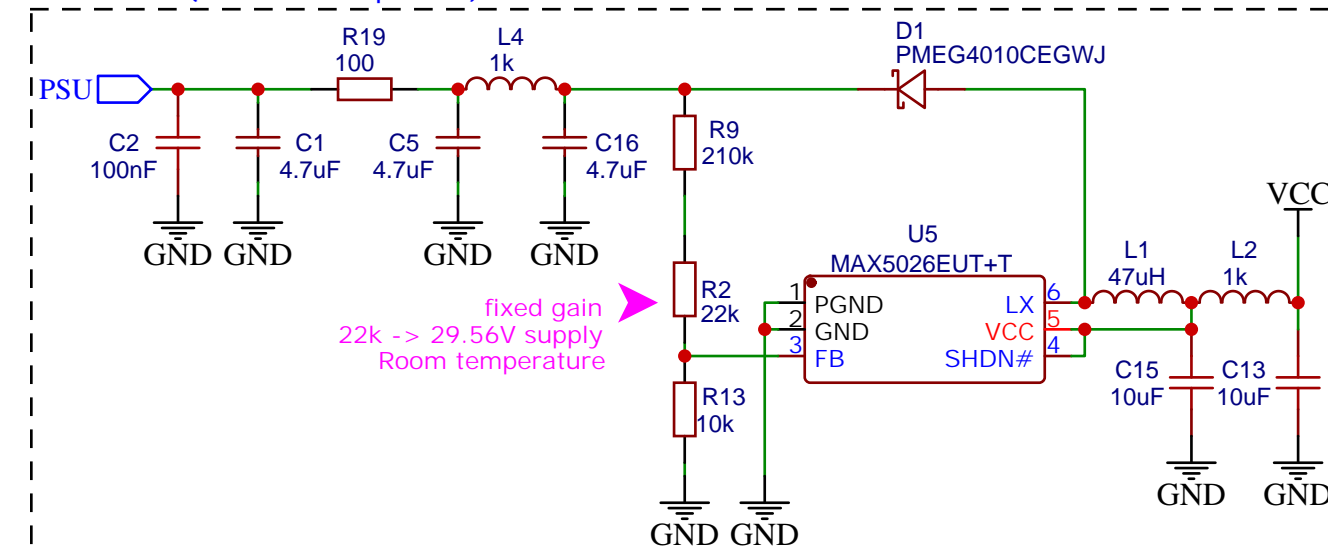 R19
100
L4
1k
D1
PMEG4010CEGWJ
PSU
C2
100nF
C1
4.7uF
C5
4.7uF
C16
4.7uF
R9
210k
GND
GND
GND
GND
VCC
U5
MAX5026EUT+T
L1
47uH
L2
1k
fixed gain
22k -> 29.56V supply
Room temperature
R2
22k
1
PGND
2
GND
3
FB
LX
6
VCC
5
SHDN#
4
R13
10k
C15
10uF
C13
10uF
GND
GND
GND
GND